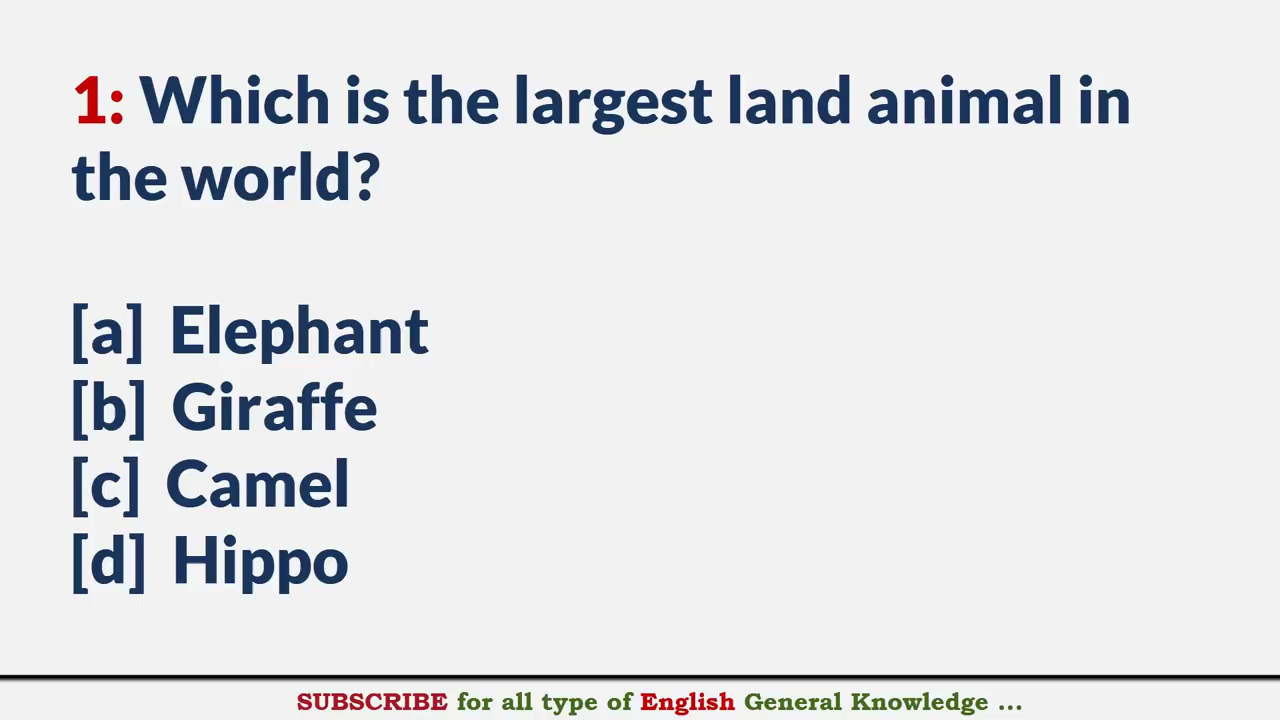 1: Which is the largest land animal in
the world?
[a] Elephant
[b] Giraffe
[c] Camel
[d] Hippo
SUBSCRIBE for all type of English General Knowledge ...